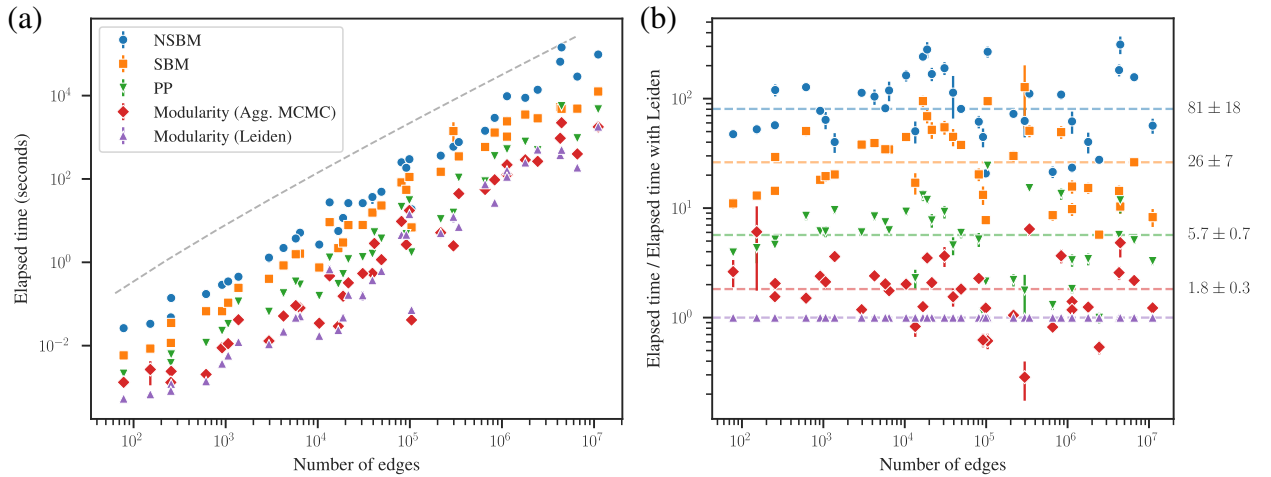 (a)
NSBM
SBM
PP
Modularity (Agg. MCMC)
Modularity (Leiden)
Elapsed time (seconds)
10^4
10^2
10^0
10^−2
10^2
10^3
10^4
10^5
10^6
10^7
Number of edges
(b)
Elapsed time / Elapsed time with Leiden
10^2
10^1
10^0
81 ± 18
26 ± 7
5.7 ± 0.7
1.8 ± 0.3
10^2
10^3
10^4
10^5
10^6
10^7
Number of edges